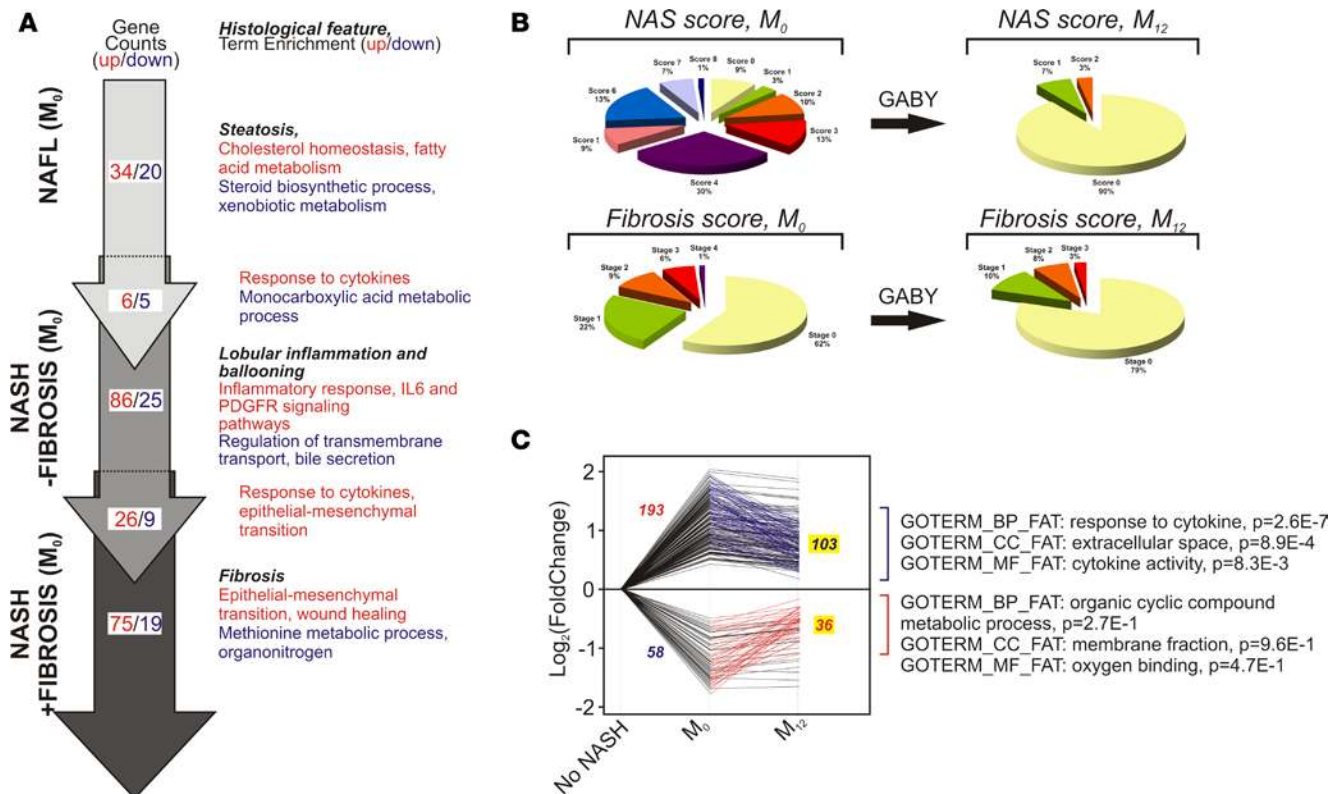 A
Gene
Counts
(up/down)
Histological feature,
Term Enrichment (up/down)
NAFL (M0)
34/20
Steatosis,
Cholesterol homeostasis, fatty
acid metabolism
Steroid biosynthetic process,
xenobiotic metabolism
6/5
Response to cytokines
Monocarboxylic acid metabolic
process
NASH
-FIBROSIS (M0)
86/25
Lobular inflammation and
ballooning
Inflammatory response, IL6 and
PDGFR signaling
pathways
Regulation of transmembrane
transport, bile secretion
26/9
Response to cytokines,
epithelial-mesenchymal
transition
NASH
+FIBROSIS (M0)
75/19
Fibrosis
Epithelial-mesenchymal
transition, wound healing
Methionine metabolic process,
organonitrogen
B
NAS score, M0
Score 7
7%
Score 8
1%
Score 0
9%
Score 1
3%
Score 2
10%
Score 3
13%
Score 4
30%
Score 1
9%
Score 6
13%
GABY
NAS score, M12
Score 1
7%
Score 2
3%
Score 0
90%
Fibrosis score, M0
Stage 3
6%
Stage 4
1%
Stage 2
9%
Stage 1
22%
Stage 0
62%
GABY
Fibrosis score, M12
Stage 1
10%
Stage 2
8%
Stage 3
3%
Stage 0
79%
C
Log2(FoldChange)
2
1
0
-1
-2
193
58
103
36
No NASH
M0
M12
GOTERM_BP_FAT: response to cytokine, p=2.6E-7
GOTERM_CC_FAT: extracellular space, p=8.9E-4
GOTERM_MF_FAT: cytokine activity, p=8.3E-3
GOTERM_BP_FAT: organic cyclic compound
metabolic process, p=2.7E-1
GOTERM_CC_FAT: membrane fraction, p=9.6E-1
GOTERM_MF_FAT: oxygen binding, p=4.7E-1